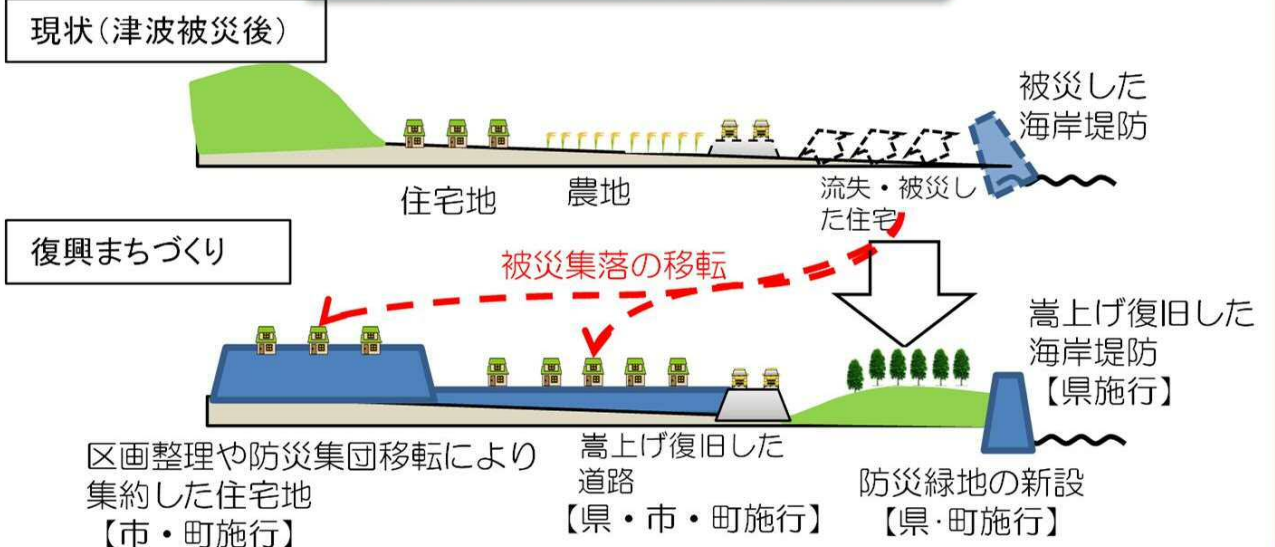 現状(津波被災後)
被災した
海岸堤防
住宅地
農地
流失・被災し
た住宅
復興まちづくり
被災集落の移転
嵩上げ復旧した
海岸堤防
【県施行】
区画整理や防災集団移転により
集約した住宅地
【市・町施行】
嵩上げ復旧した
道路
【県・市・町施行】
防災緑地の新設
【県・町施行】